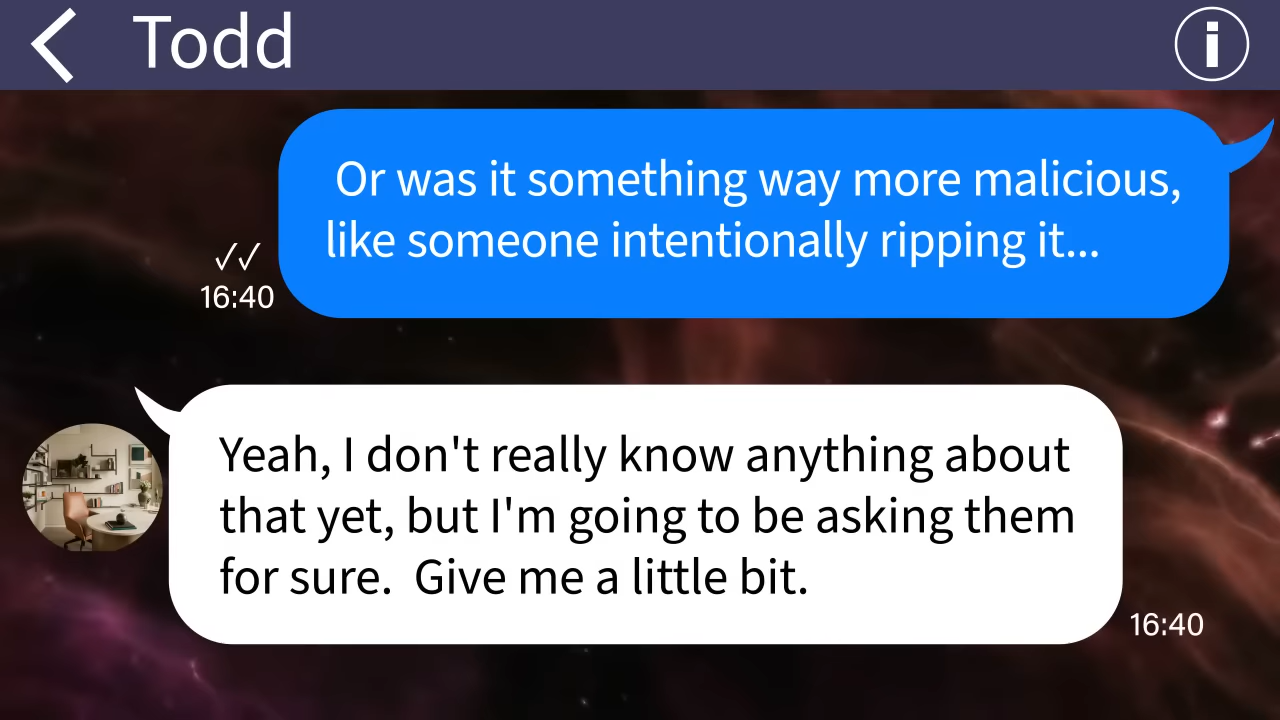 Todd
Or was it something way more malicious,
like someone intentionally ripping it...
✓✓
16:40
Yeah, I don't really know anything about
that yet, but I'm going to be asking them
for sure.  Give me a little bit.
16:40